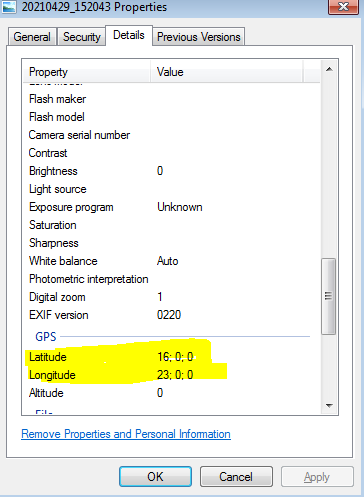 20210429_152043 Properties
General Security Details Previous Versions
Property Value
Flash maker
Flash model
Camera serial number
Contrast
Brightness 0
Light source
Exposure program Unknown
Saturation
Sharpness
White balance Auto
Photometric interpretation
Digital zoom 1
EXIF version 0220
GPS
Latitude 16; 0; 0
Longitude 23; 0; 0
Altitude 0
File
Remove Properties and Personal Information
OK Cancel Apply